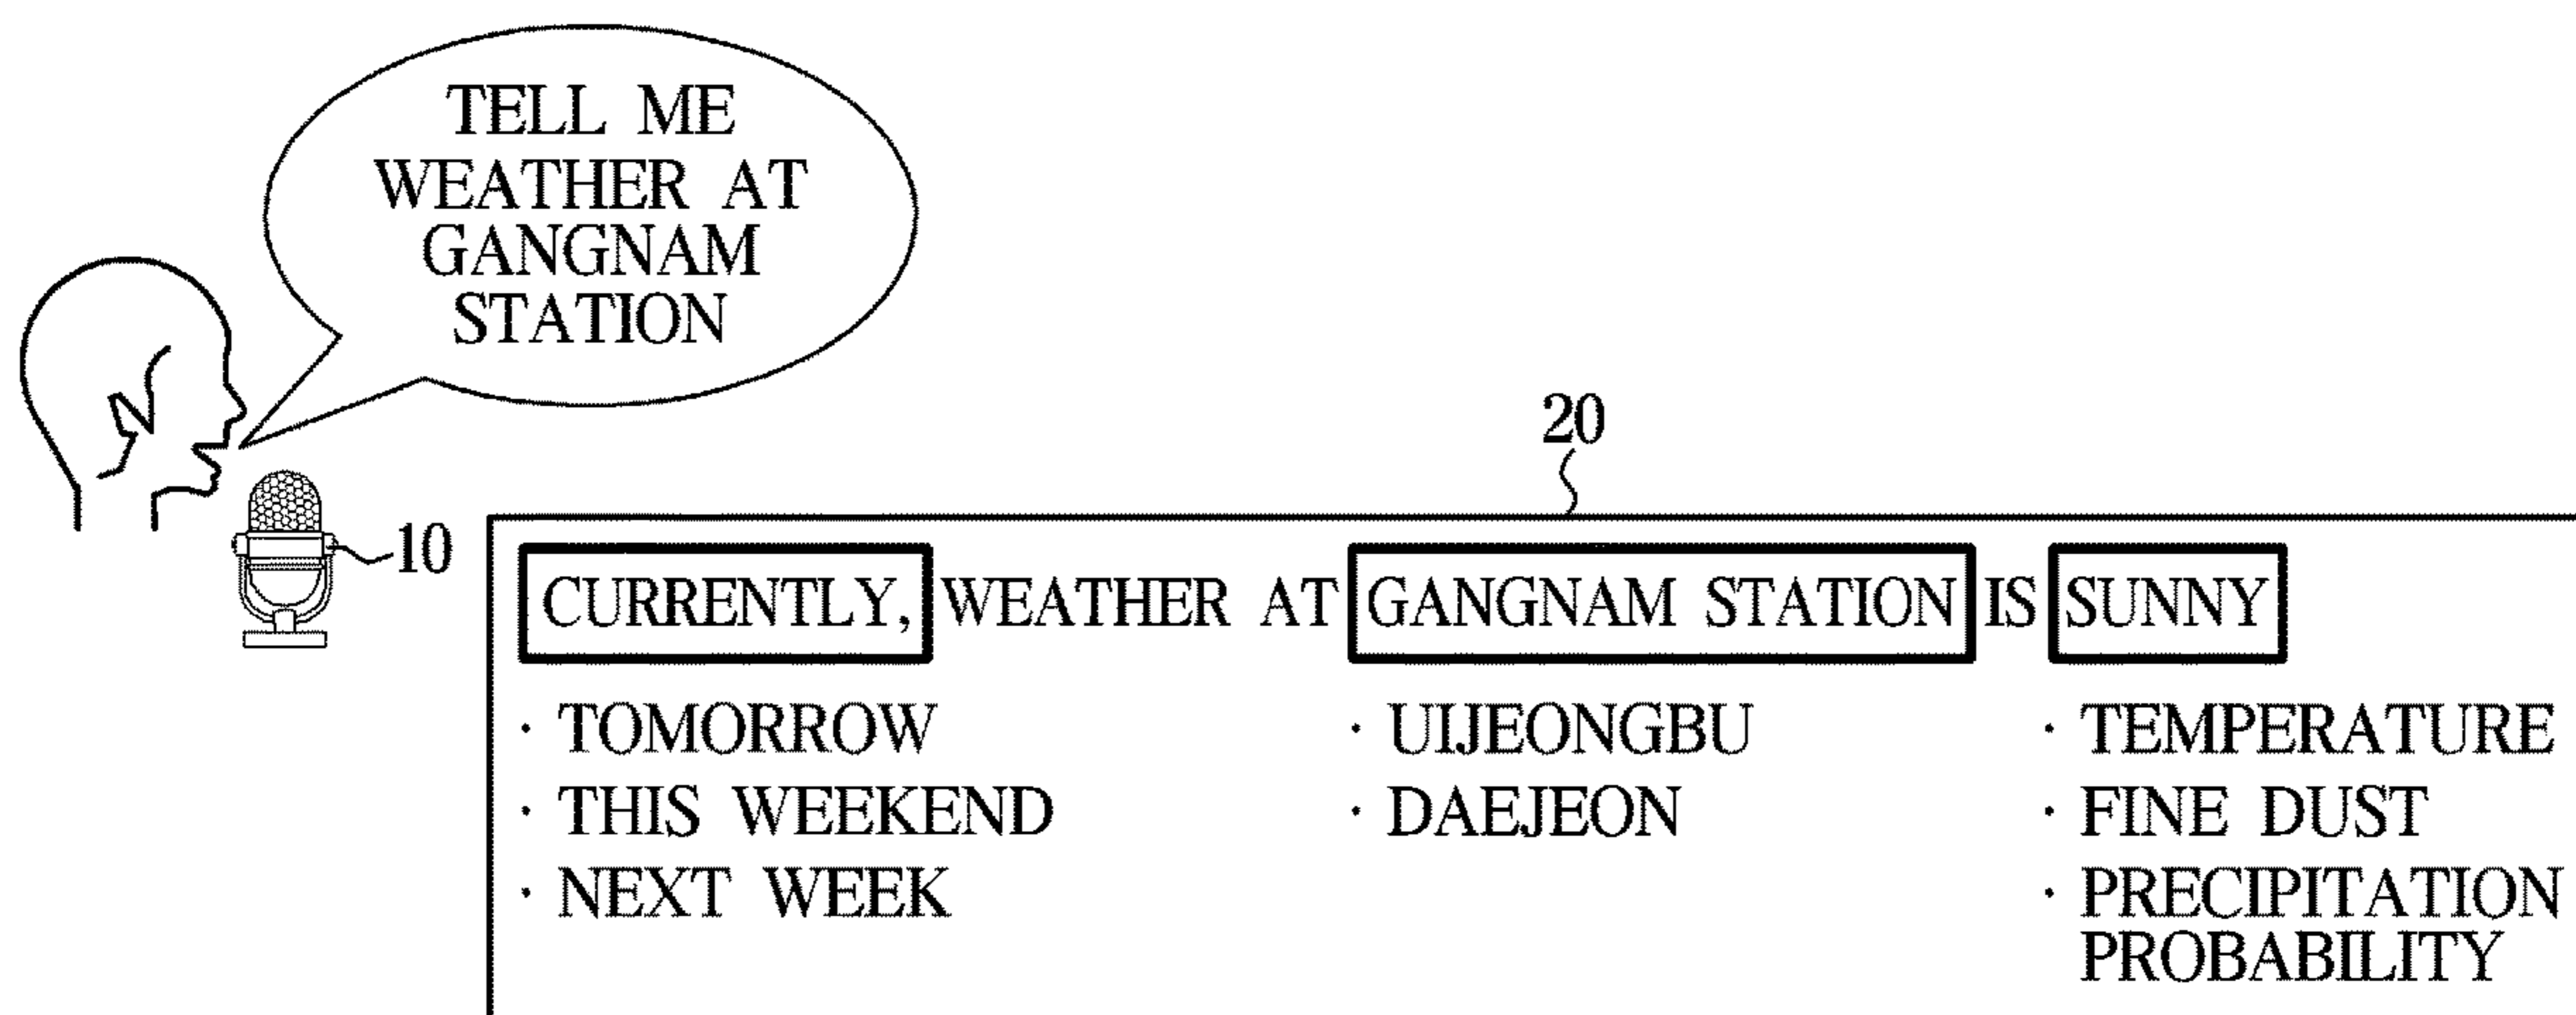 TELL ME
WEATHER AT
GANGNAM
STATION
20
10
CURRENTLY, WEATHER AT GANGNAM STATION IS SUNNY
· TOMORROW
· THIS WEEKEND
· NEXT WEEK
· UIJEONGBU
· DAEJEON
· TEMPERATURE
· FINE DUST
· PRECIPITATION
PROBABILITY